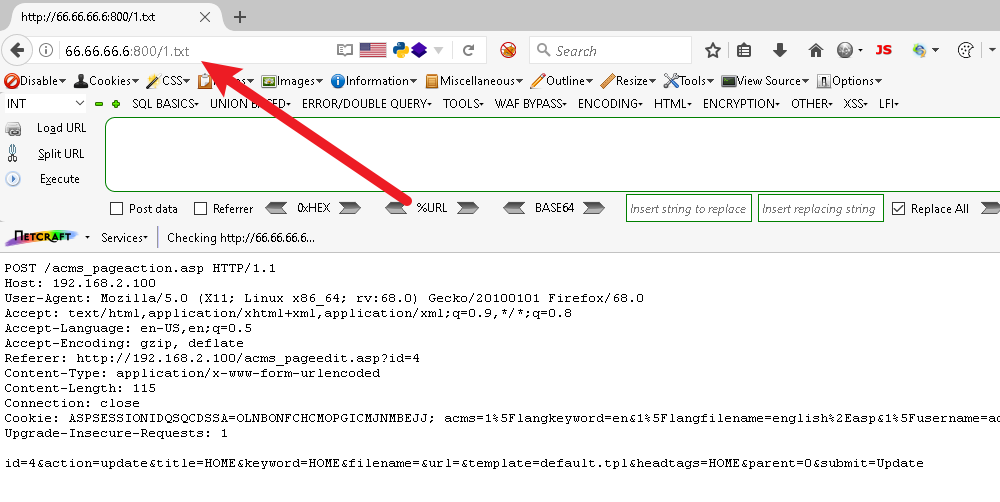 http://66.66.66.6:800/1.txt
66.66.66.6:800/1.txt
Search
JS
Disable Cookies CSS Images Information Miscellaneous Outline Resize Tools View Source Options
INT SQL BASICS UNION BASED ERROR/DOUBLE QUERY TOOLS WAF BYPASS ENCODING HTML ENCRYPTION OTHER XSS LFI
Load URL
Split URL
Execute
Post data Referrer 0xHEX %URL BASE64 Insert string to replace Insert replacing string Replace All
NETCRAFT Services Checking http://66.66.66.6...
POST /acms_pageaction.asp HTTP/1.1
Host: 192.168.2.100
User-Agent: Mozilla/5.0 (X11; Linux x86_64; rv:68.0) Gecko/20100101 Firefox/68.0
Accept: text/html,application/xhtml+xml,application/xml;q=0.9,*/*;q=0.8
Accept-Language: en-US,en;q=0.5
Accept-Encoding: gzip, deflate
Referer: http://192.168.2.100/acms_pageedit.asp?id=4
Content-Type: application/x-www-form-urlencoded
Content-Length: 115
Connection: close
Cookie: ASPSESSIONIDQSQCDSSA=OLNBONFCHCMOPGICMJNMBEJJ; acms=1%5Flangkeyword=en&1%5Flangfilename=english%2Easp&1%5Fusername=ad
Upgrade-Insecure-Requests: 1
id=4&action=update&title=HOME&keyword=HOME&filename=&url=&template=default.tpl&headtags=HOME&parent=0&submit=Update